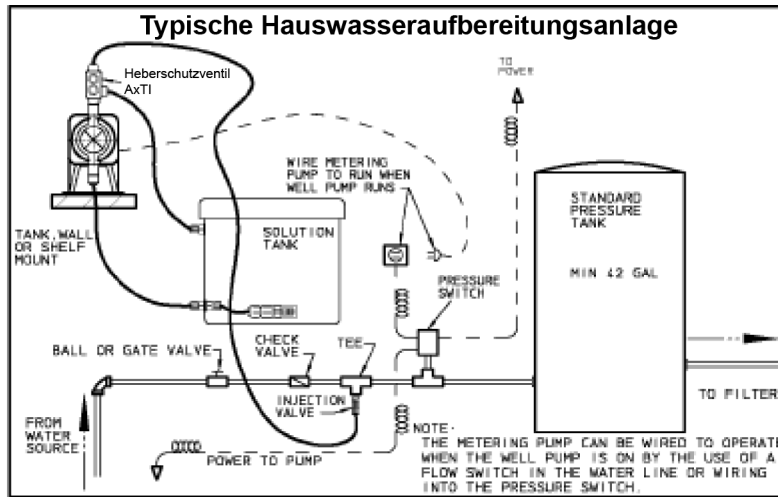 Typische Hauswasseraufbereitungsanlage
Heberschutzventil
AxTI
TO
POWER
WIRE METERING
PUMP TO RUN WHEN
WELL PUMP RUNS
STANDARD
PRESSURE
TANK
MIN 42 GAL
TANK, WALL
OR SHELF
MOUNT
SOLUTION
TANK
PRESSURE
SWITCH
BALL OR GATE VALVE
CHECK
VALVE
TEE
INJECTION
VALVE
TO FILTER
FROM
WATER
SOURCE
POWER TO PUMP
NOTE·
THE METERING PUMP CAN BE WIRED TO OPERATE
WHEN THE WELL PUMP IS ON BY THE USE OF A
FLOW SWITCH IN THE WATER LINE OR WIRING
INTO THE PRESSURE SWITCH.